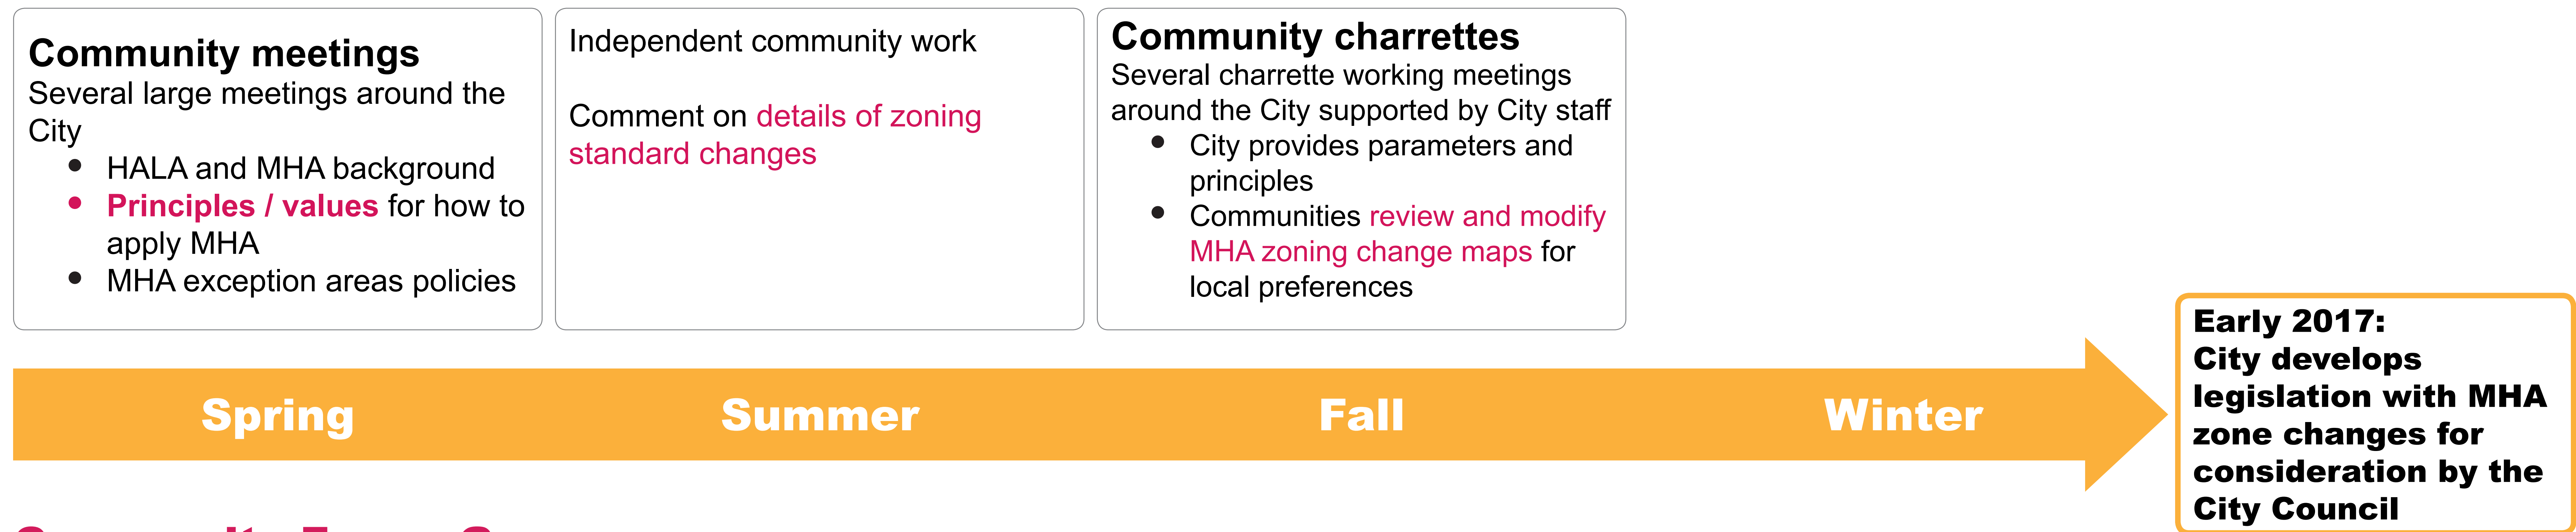 Community meetings
Several large meetings around the
City
• HALA and MHA background
• Principles / values for how to
apply MHA
• MHA exception areas policies
Independent community work
Comment on details of zoning
standard changes
Community charrettes
Several charrette working meetings
around the City supported by City staff
• City provides parameters and
principles
• Communities review and modify
MHA zoning change maps for
local preferences
Spring
Summer
Fall
Winter
Early 2017:
City develops
legislation with MHA
zone changes for
consideration by the
City Council